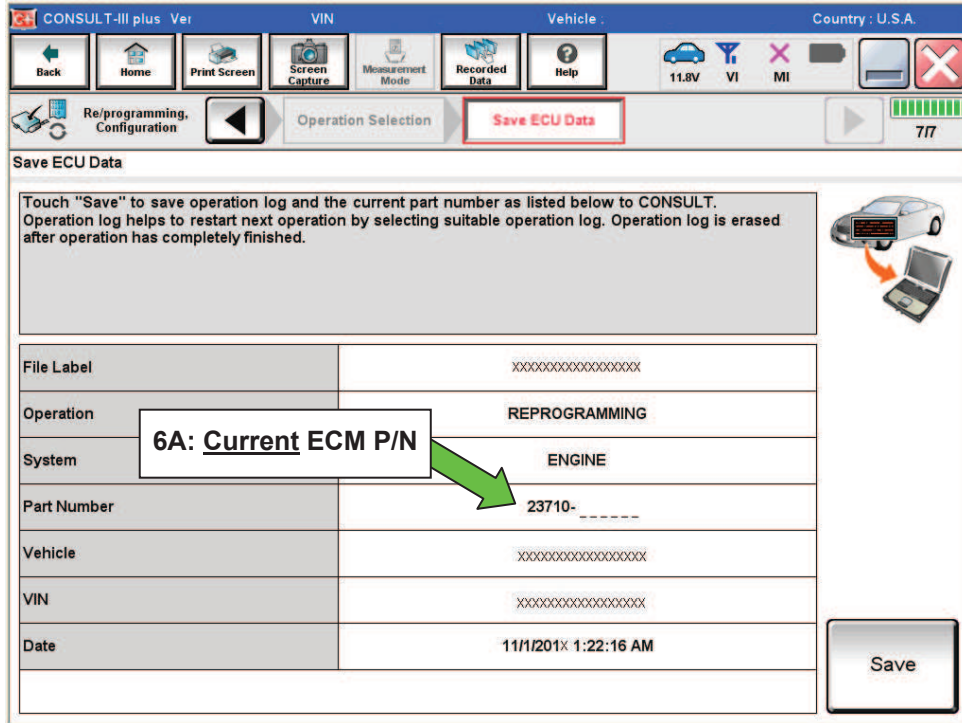 CONSULT-III plus Ver VIN Vehicle : Country : U.S.A.
Back Home Print Screen Screen Capture Measurement Mode Recorded Data Help 11.8V VI MI
Re/programming, Configuration Operation Selection Save ECU Data 7/7
Save ECU Data
Touch "Save" to save operation log and the current part number as listed below to CONSULT.
Operation log helps to restart next operation by selecting suitable operation log. Operation log is erased
after operation has completely finished.
File Label XXXXXXXXXXXXXXXXX
Operation REPROGRAMMING
6A: Current ECM P/N
System ENGINE
Part Number 23710-_ _ _ _ _ _
Vehicle XXXXXXXXXXXXXXXXX
VIN XXXXXXXXXXXXXXXXX
Date 11/1/201X 1:22:16 AM
Save